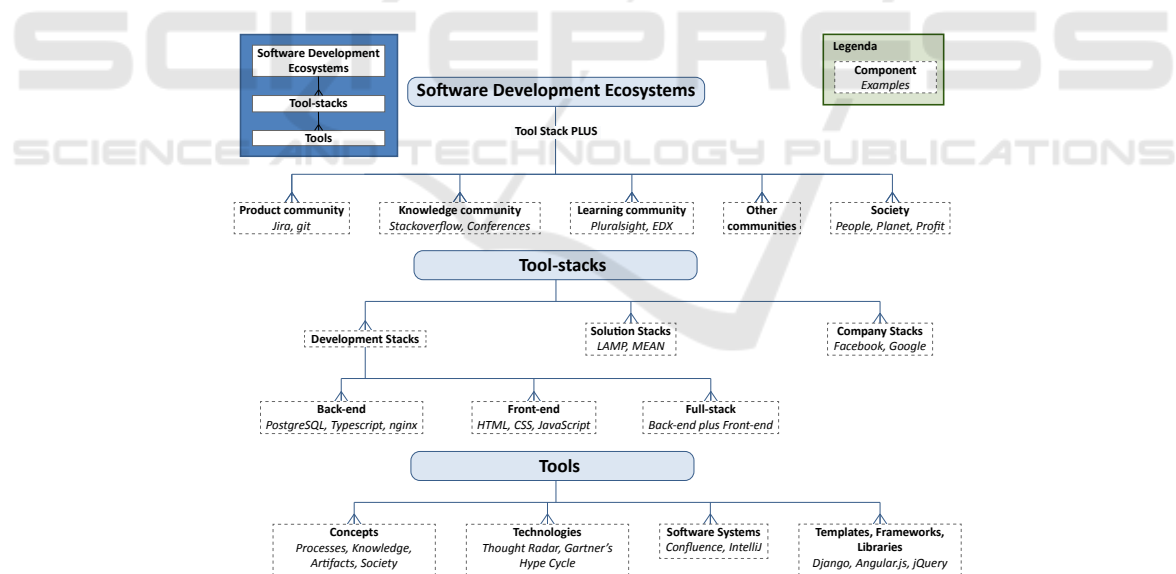 SCITEPRESS
SCIENCE AND TECHNOLOGY PUBLICATIONS
Software Development
Ecosystems
Tool-stacks
Tools
Legenda
Component
Examples
Software Development Ecosystems
Tool Stack PLUS
Product community
Jira, git
Knowledge community
Stackoverflow, Conferences
Learning community
Pluralsight, EDX
Other
communities
Society
People, Planet, Profit
Tool-stacks
Development Stacks
Solution Stacks
LAMP, MEAN
Company Stacks
Facebook, Google
Back-end
PostgreSQL, Typescript, nginx
Front-end
HTML, CSS, JavaScript
Full-stack
Back-end plus Front-end
Tools
Concepts
Processes, Knowledge,
Artifacts, Society
Technologies
Thought Radar, Gartner's
Hype Cycle
Software Systems
Confluence, IntelliJ
Templates, Frameworks,
Libraries
Django, Angular.js, jQuery